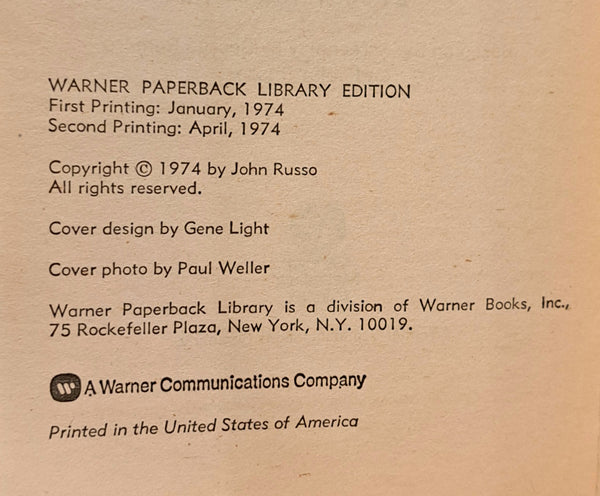 WARNER PAPERBACK LIBRARY EDITION
First Printing: January, 1974
Second Printing: April, 1974
Copyright © 1974 by John Russo
All rights reserved.
Cover design by Gene Light
Cover photo by Paul Weller
Warner Paperback Library is a division of Warner Books, Inc.,
75 Rockefeller Plaza, New York, N.Y. 10019.
A Warner Communications Company
Printed in the United States of America